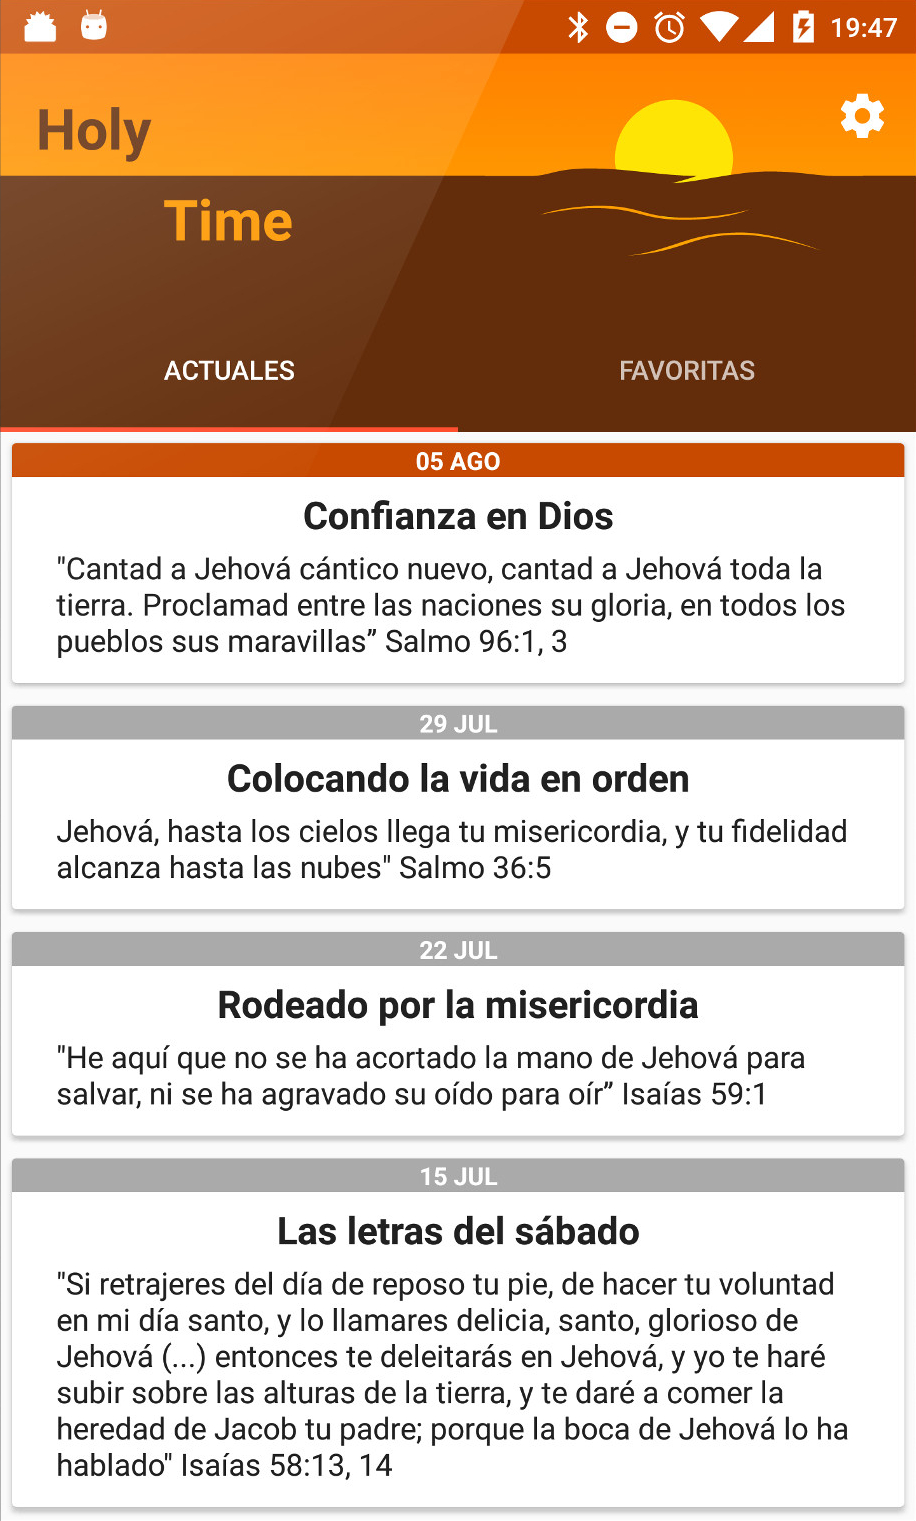 19:47
Holy
Time
ACTUALES
FAVORITAS
05 AGO
Confianza en Dios
"Cantad a Jehová cántico nuevo, cantad a Jehová toda la
tierra. Proclamad entre las naciones su gloria, en todos los
pueblos sus maravillas” Salmo 96:1, 3
29 JUL
Colocando la vida en orden
Jehová, hasta los cielos llega tu misericordia, y tu fidelidad
alcanza hasta las nubes" Salmo 36:5
22 JUL
Rodeado por la misericordia
"He aquí que no se ha acortado la mano de Jehová para
salvar, ni se ha agravado su oído para oír” Isaías 59:1
15 JUL
Las letras del sábado
"Si retrajeres del día de reposo tu pie, de hacer tu voluntad
en mi día santo, y lo llamares delicia, santo, glorioso de
Jehová (...) entonces te deleitarás en Jehová, y yo te haré
subir sobre las alturas de la tierra, y te daré a comer la
heredad de Jacob tu padre; porque la boca de Jehová lo ha
hablado" Isaías 58:13, 14